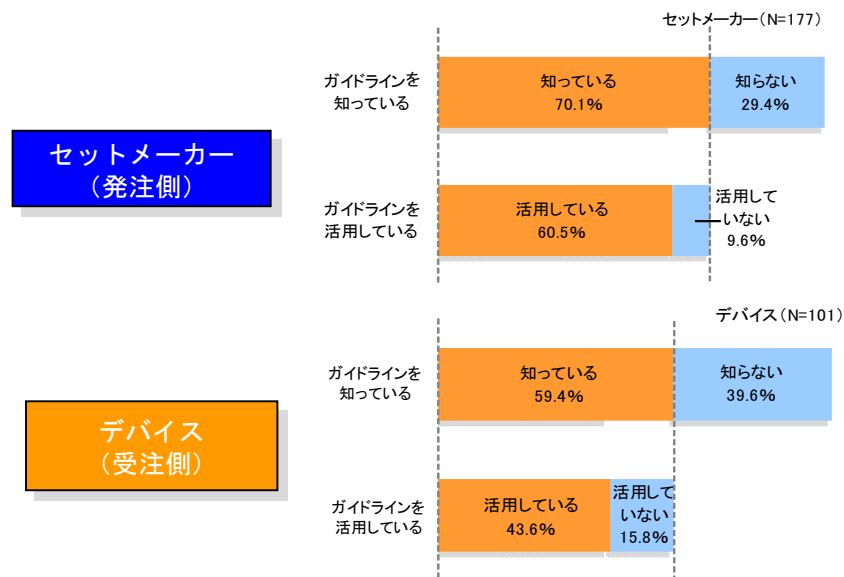 セットメーカー(N=177)
ガイドラインを
知っている
知っている
70.1%
知らない
29.4%
セットメーカー
(発注側)
ガイドラインを
活用している
活用している
60.5%
活用して
いない
9.6%
デバイス(N=101)
ガイドラインを
知っている
知っている
59.4%
知らない
39.6%
デバイス
(受注側)
ガイドラインを
活用している
活用している
43.6%
活用して
いない
15.8%